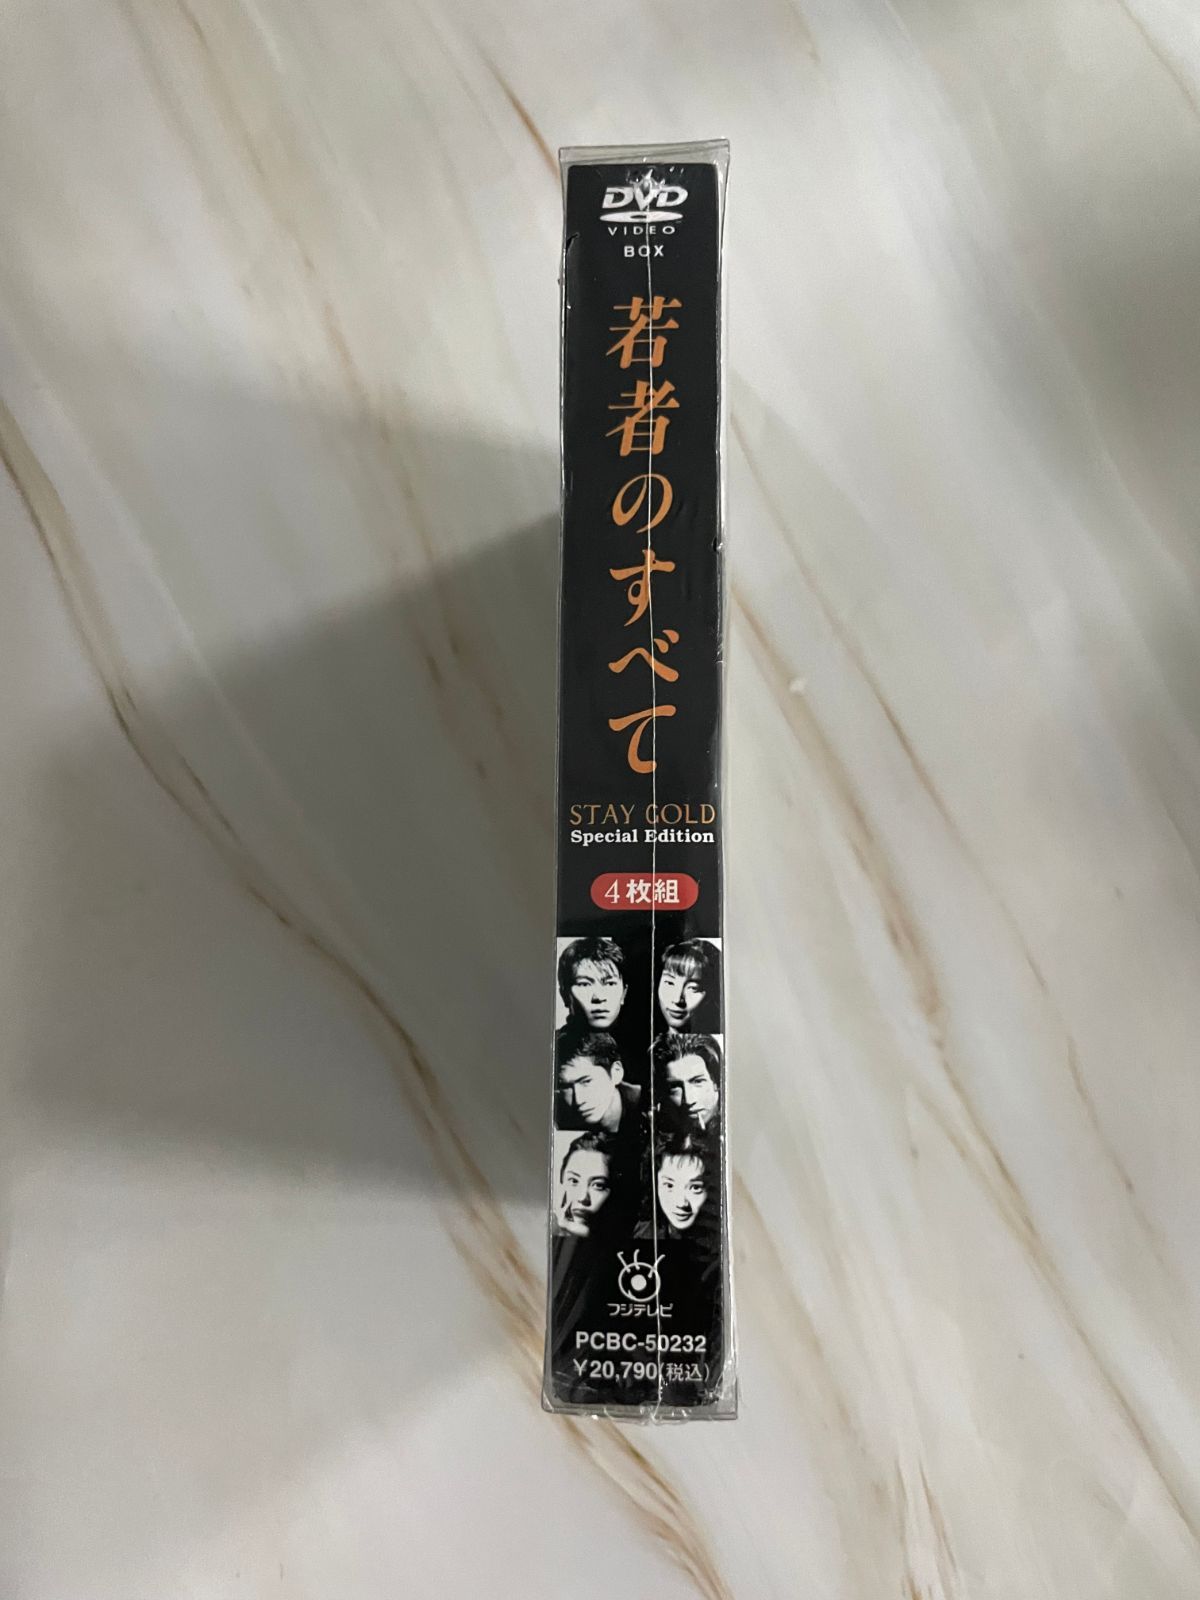 DVD
VIDEO
BOX
若者のすべて
STAY GOLD
Special Edition
4枚組
フジテレビ
PCBC-50232
¥20,790(税込)